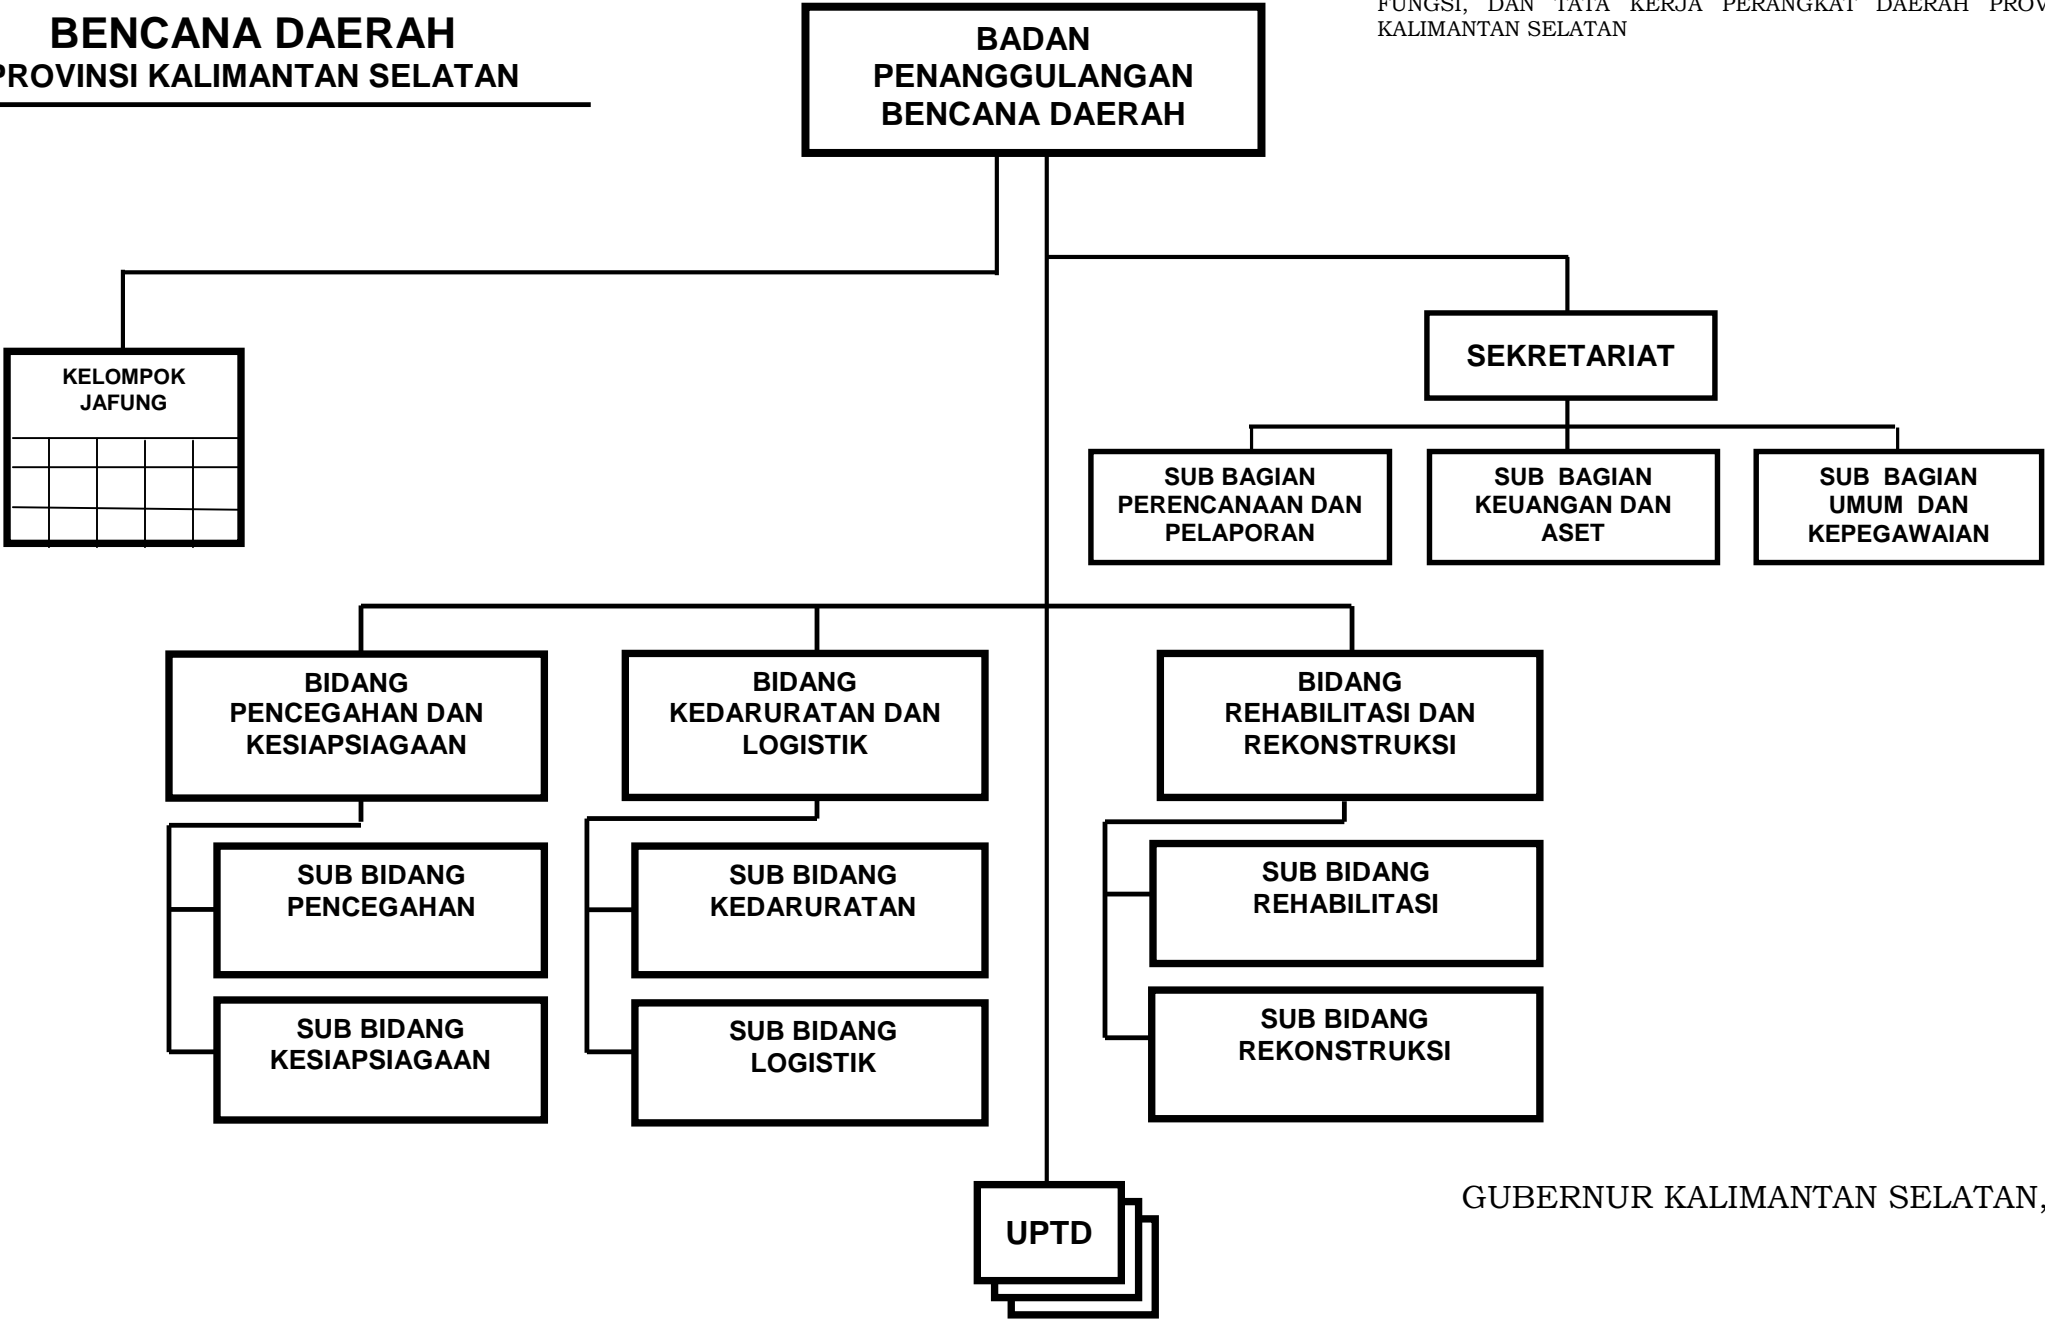 BENCANA DAERAH
PROVINSI KALIMANTAN SELATAN
BADAN
PENANGGULANGAN
BENCANA DAERAH
FUNGSI, DAN TATA KERJA PERANGKAT DAERAH
KALIMANTAN SELATAN
KELOMPOK
JAFUNG
SEKRETARIAT
SUB BAGIAN
PERENCANAAN DAN
PELAPORAN
SUB BAGIAN
KEUANGAN DAN
ASET
SUB BAGIAN
UMUM DAN
KEPEGAWAIAN
BIDANG
PENCEGAHAN DAN
KESIAPSIAGAAN
BIDANG
KEDARURATAN DAN
LOGISTIK
BIDANG
REHABILITASI DAN
REKONSTRUKSI
SUB BIDANG
PENCEGAHAN
SUB BIDANG
KEDARURATAN
SUB BIDANG
REHABILITASI
SUB BIDANG
KESIAPSIAGAAN
SUB BIDANG
LOGISTIK
SUB BIDANG
REKONSTRUKSI
UPTD
GUBERNUR KALIMANTAN SELATAN,